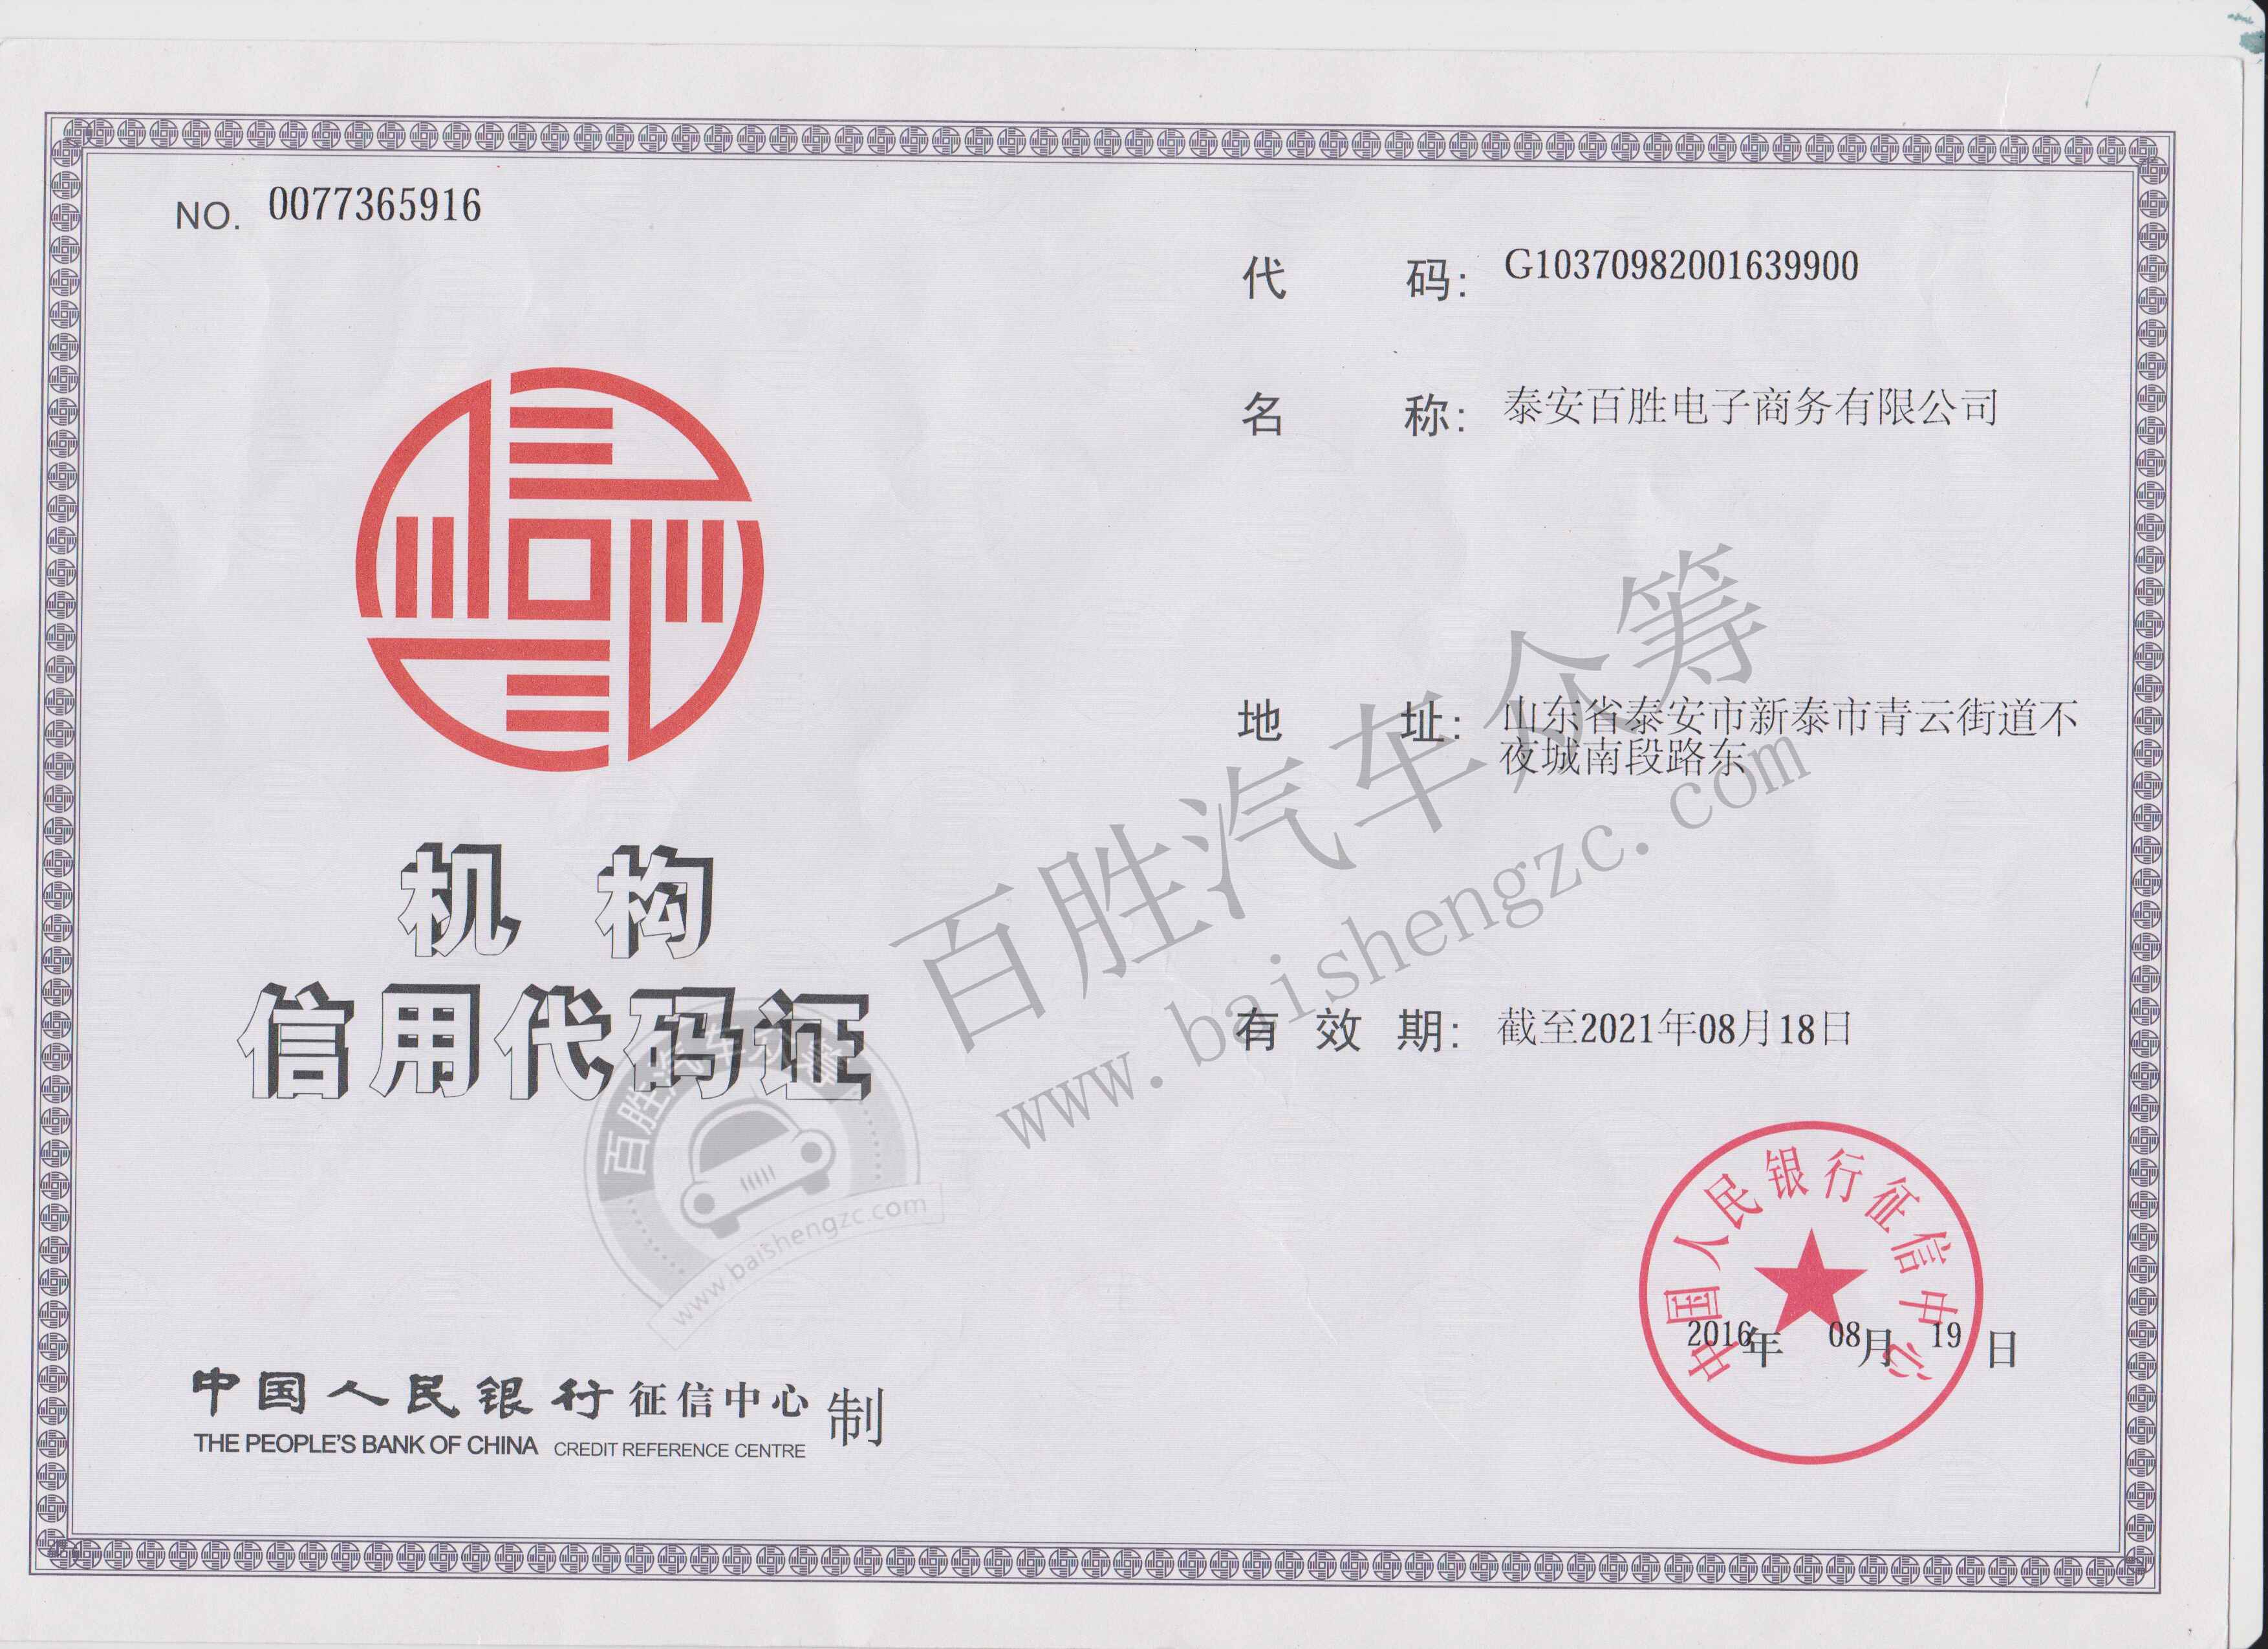 NO. 0077365916
机构
信用代码证
中国人民银行征信中心 制
THE PEOPLE'S BANK OF CHINA CREDIT REFERENCE CENTRE
代码: G10370982001639900
名称: 泰安百胜电子商务有限公司
地址: 山东省泰安市新泰市青云街道不
夜城南段路东
有效期: 截至2021年08月18日
中国人民银行征信中心
2016年 08月 19日
百胜汽车众筹
www.baishengzc.com
百胜汽车众筹
www.baishengzc.com